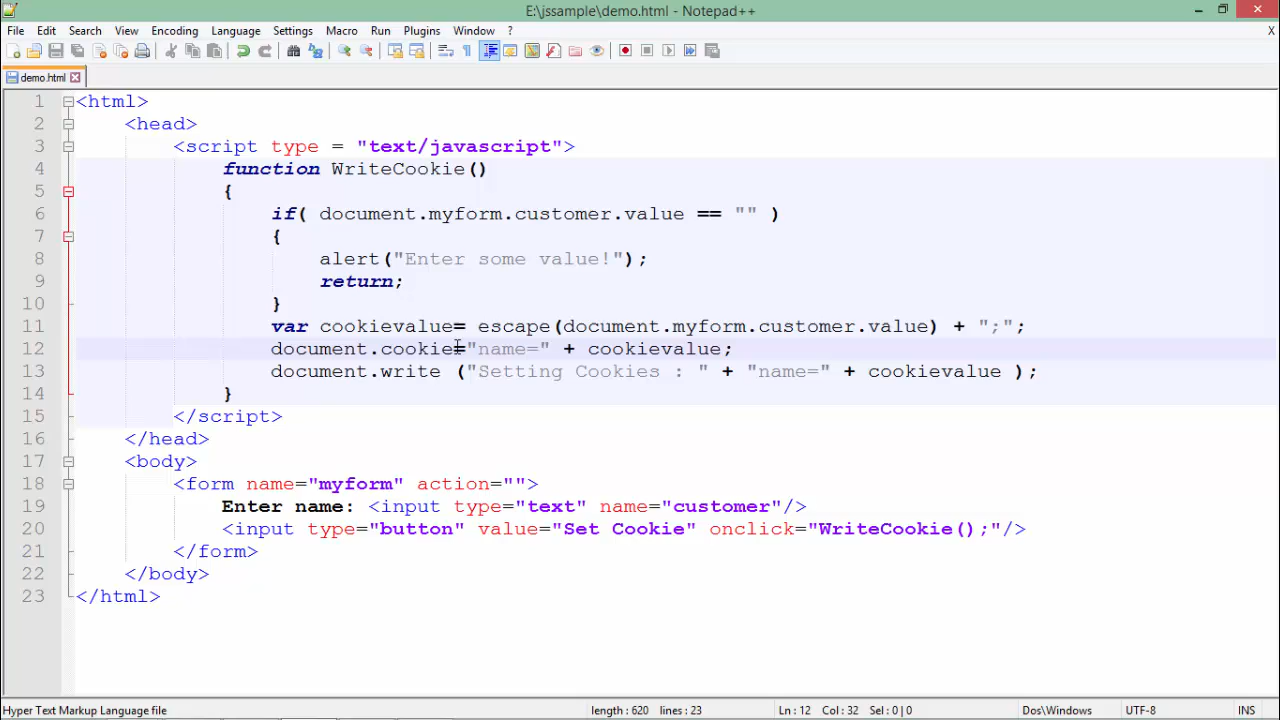 E:\jssample\demo.html - Notepad++
File Edit Search View Encoding Language Settings Macro Run Plugins Window ? X
demo.html
1 <html>
2 <head>
3 <script type = "text/javascript">
4 function WriteCookie()
5 {
6 if( document.myform.customer.value == "" )
7 {
8 alert("Enter some value!");
9 return;
10 }
11 var cookievalue= escape(document.myform.customer.value) + ";";
12 document.cookie="name=" + cookievalue;
13 document.write ("Setting Cookies : " + "name=" + cookievalue );
14 }
15 </script>
16 </head>
17 <body>
18 <form name="myform" action="">
19 Enter name: <input type="text" name="customer"/>
20 <input type="button" value="Set Cookie" onclick="WriteCookie();"/>
21 </form>
22 </body>
23 </html>
Hyper Text Markup Language file length : 620 lines : 23 Ln : 12 Col : 32 Sel : 0 | 0 Dos\Windows UTF-8 INS